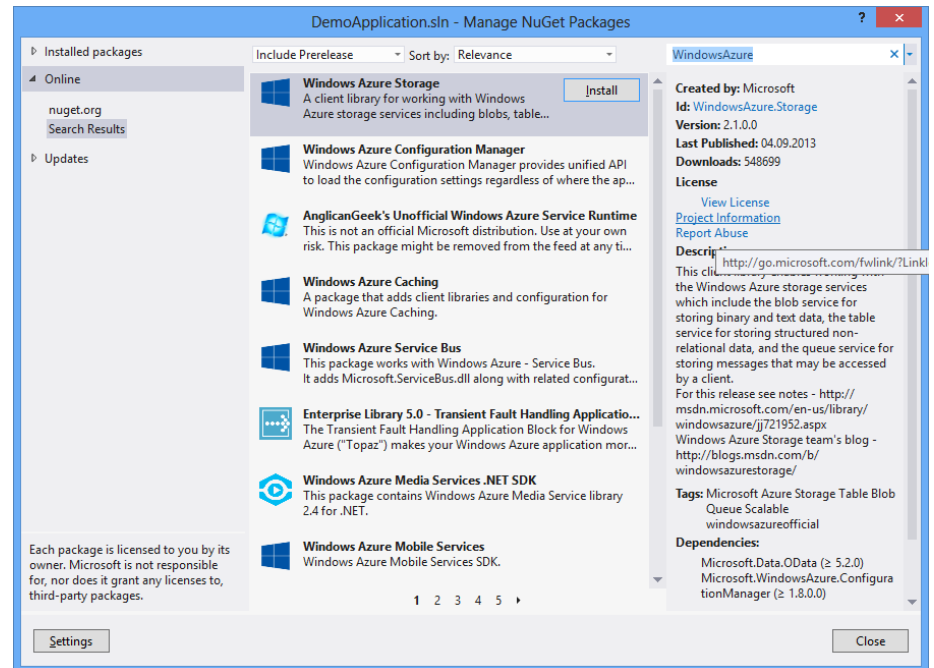 DemoApplication.sln - Manage NuGet Packages
?
Installed packages
Online
nuget.org
Search Results
Updates
Each package is licensed to you by its
owner. Microsoft is not responsible
for, nor does it grant any licenses to,
third-party packages.
Include Prerelease
Sort by: Relevance
Windows Azure Storage
A client library for working with Windows
Azure storage services including blobs, table...
Install
Windows Azure Configuration Manager
Windows Azure Configuration Manager provides unified API
to load the configuration settings regardless of where the ap...
AnglicanGeek's Unofficial Windows Azure Service Runtime
This is not an official Microsoft distribution. Use at your own
risk. This package might be removed from the feed at any ti...
Windows Azure Caching
A package that adds client libraries and configuration for
Windows Azure Caching.
Windows Azure Service Bus
This package works with Windows Azure - Service Bus.
It adds Microsoft.ServiceBus.dll along with related configurat...
Enterprise Library 5.0 - Transient Fault Handling Applicatio...
The Transient Fault Handling Application Block for Windows
Azure ("Topaz") makes your Windows Azure application mor...
Windows Azure Media Services .NET SDK
This package contains Windows Azure Media Service library
2.4 for .NET.
Windows Azure Mobile Services
Windows Azure Mobile Services SDK.
1 2 3 4 5
WindowsAzure
Created by: Microsoft
Id: WindowsAzure.Storage
Version: 2.1.0.0
Last Published: 04.09.2013
Downloads: 548699
License
View License
Project Information
Report Abuse
http://go.microsoft.com/fwlink/?LinkI
the Windows Azure storage services
which include the blob service for
storing binary and text data, the table
service for storing structured non-
relational data, and the queue service for
storing messages that may be accessed
by a client.
For this release see notes - http://
msdn.microsoft.com/en-us/library/
windowsazure/jj721952.aspx
Windows Azure Storage team's blog -
http://blogs.msdn.com/b/
windowsazurestorage/
Tags: Microsoft Azure Storage Table Blob
Queue Scalable
windowsazureofficial
Dependencies:
Microsoft.Data.OData (≥ 5.2.0)
Microsoft.WindowsAzure.Configura
tionManager (≥ 1.8.0.0)
Settings
Close